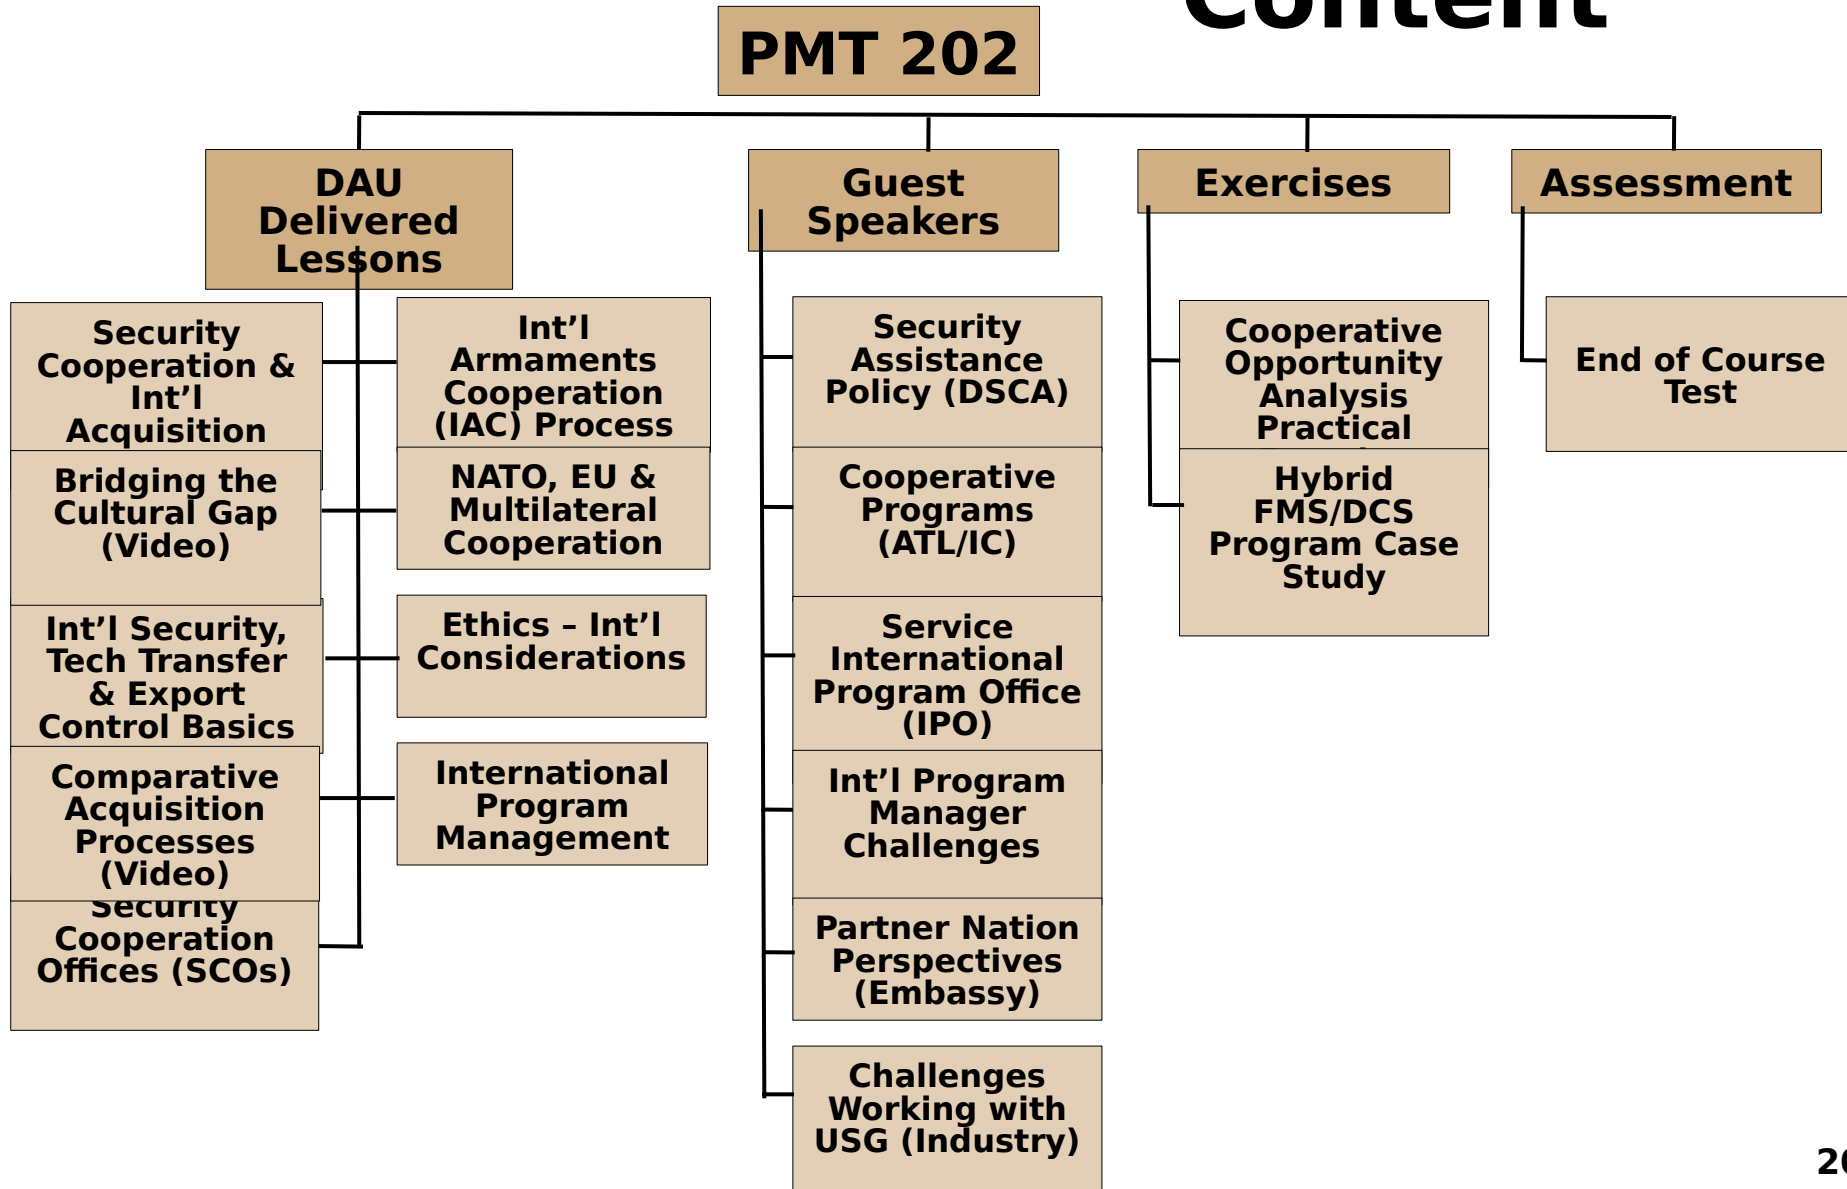 Content
PMT 202
DAU
Delivered
Lessons
Security
Cooperation &
Int’l
Acquisition
Bridging the
Cultural Gap
(Video)
Int’l Security,
Tech Transfer
& Export
Control Basics
Comparative
Acquisition
Processes
(Video)
Security
Cooperation
Offices (SCOs)
Int’l
Armaments
Cooperation
(IAC) Process
NATO, EU &
Multilateral
Cooperation
Ethics – Int’l
Considerations
International
Program
Management
Guest
Speakers
Security
Assistance
Policy (DSCA)
Cooperative
Programs
(ATL/IC)
Service
International
Program Office
(IPO)
Int’l Program
Manager
Challenges
Partner Nation
Perspectives
(Embassy)
Challenges
Working with
USG (Industry)
Exercises
Cooperative
Opportunity
Analysis
Practical
Hybrid
FMS/DCS
Program Case
Study
Assessment
End of Course
Test